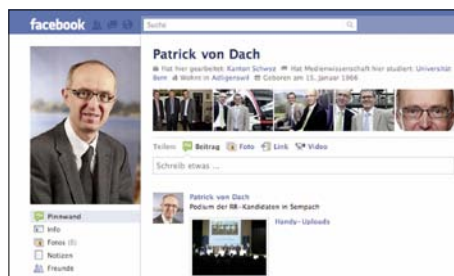 facebook
Suche
Patrick von Dach
Hat hier gearbeitet: Kanton Schwyz Hat Medienwissenschaft hier studiert: Universität
Bern Wohnt in Adligenswil Geboren am 15. Januar 1966
Teilen: Beitrag Foto Link Video
Schreib etwas ...
Pinnwand
Info
Fotos (8)
Notizen
Freunde
Patrick von Dach
Podium der RR-Kandidaten in Sempach
Handy-Uploads